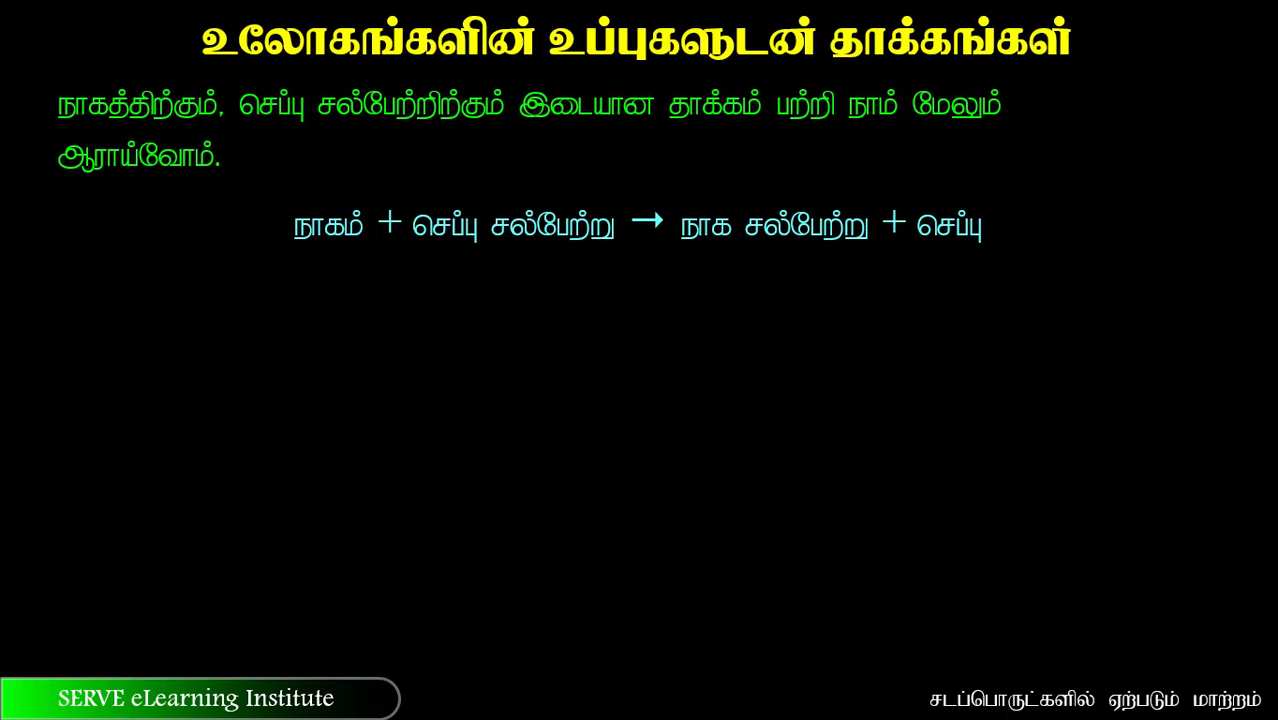 உலோகங்களின் உப்புகளுடன் தாக்கங்கள்
நாகத்திற்கும், செப்பு சல்பேற்றிற்கும் இடையான தாக்கம் பற்றி நாம் மேலும்
ஆராய்வோம்.
நாகம் + செப்பு சல்பேற்று → நாக சல்பேற்று + செப்பு
SERVE eLearning Institute
சடப்பொருட்களில் ஏற்படும் மாற்றம்